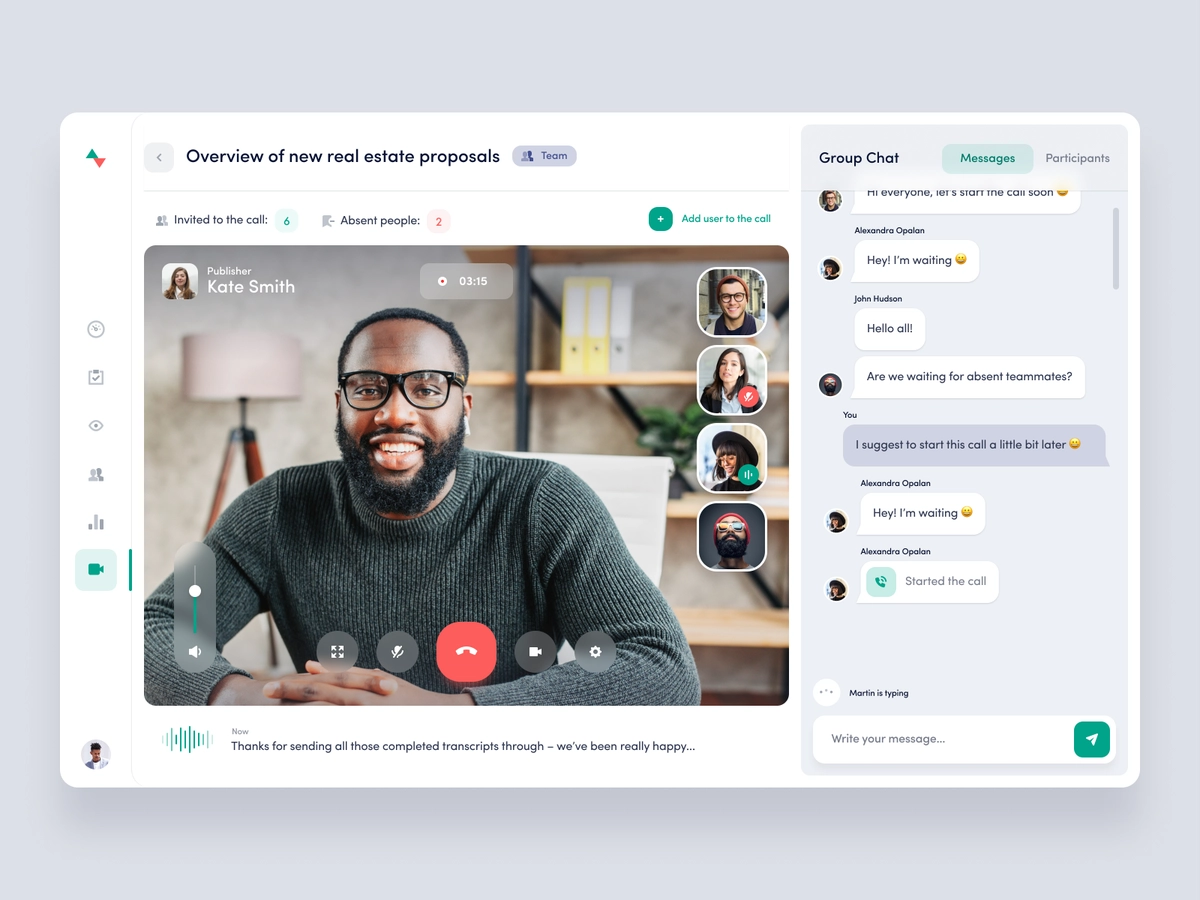 Overview of new real estate proposals
Team
Invited to the call: 6
Absent people: 2
+ Add user to the call
Publisher
Kate Smith
03:15
Now
Thanks for sending all those completed transcripts through – we’ve been really happy...
Group Chat
Messages
Participants
Hi everyone, let’s start the call soon 😀
Alexandra Opalan
Hey! I’m waiting 😀
John Hudson
Hello all!
Are we waiting for absent teammates?
You
I suggest to start this call a little bit later 😀
Alexandra Opalan
Hey! I’m waiting 😀
Alexandra Opalan
Started the call
Martin is typing
Write your message...